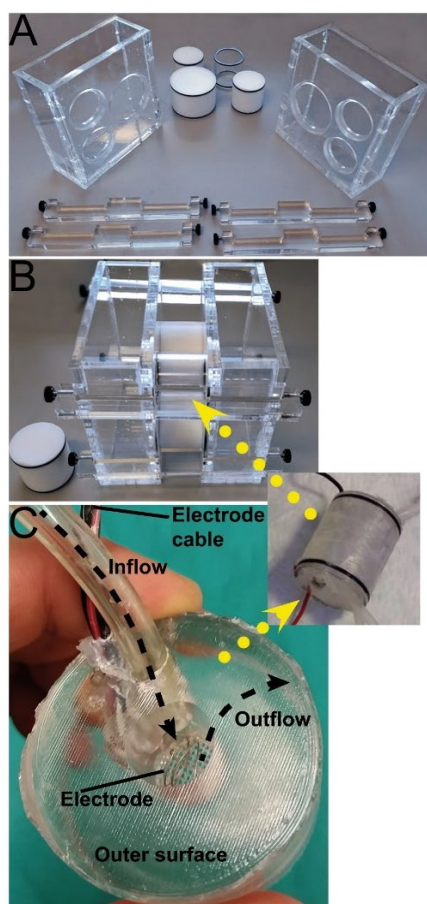 A
B
C
Electrode
cable
Inflow
Outflow
Electrode
Outer surface